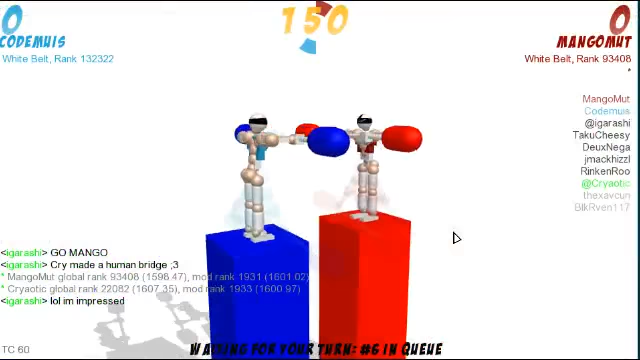 0
CODEMUIS
White Belt, Rank 132322
150
0
MANGOMUT
White Belt, Rank 93408
*
MangoMut
Codemuis
@igarashi
TakuCheesy
DeuxNega
jmackhizzl
RinkenRoo
@Cryaotic
thexavcun
BlkRven117
<igarashi> GO MANGO
<igarashi> Cry made a human bridge ;3
* MangoMut global rank 93408 (1598.47), mod rank 1931 (1601.02)
* Cryaotic global rank 22082 (1607.35), mod rank 1933 (1600.97)
<igarashi> lol im impressed
TC 60
WAITING FOR YOUR TURN: #6 IN QUEUE